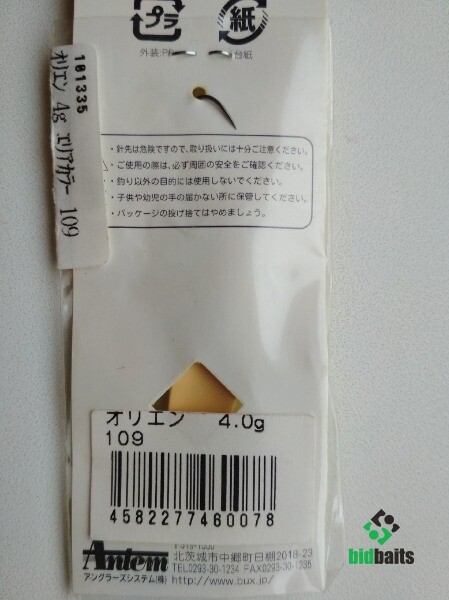 プラ
紙
外装:PP
台紙
181335
オリエン 4g エリアカラー 109
・針先は危険ですので、取り扱いには十分ご注意ください。
・ご使用の際は、必ず周囲の安全をご確認ください。
・釣り以外の目的には使用しないでください。
・子供や幼児の手の届かない所に保管してください。
・パッケージの投げ捨てはやめましょう。
オリエン 4.0g
109
4582277460078
Antem
アングラーズシステム(株)
北茨城市中郷町日棚2018-23
TEL0293-30-1234 FAX0293-30-1235
http://www.bux.jp/
bidbaits